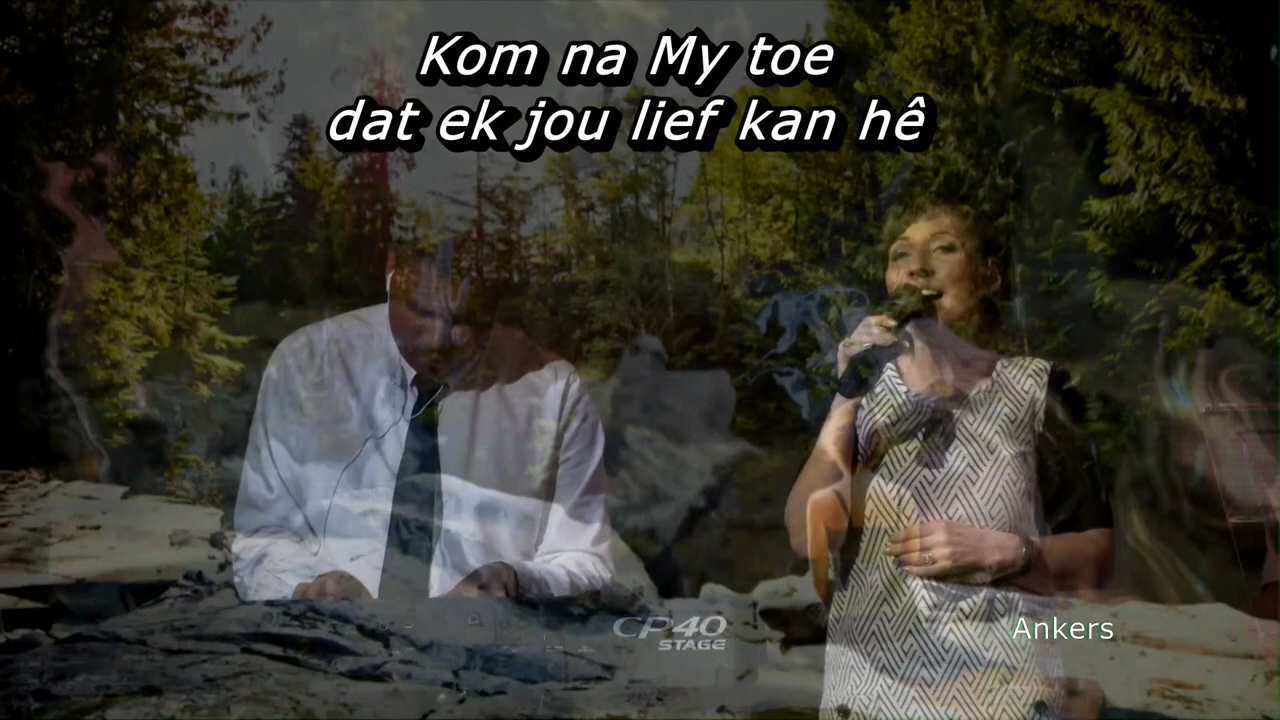 Kom na My toe
dat ek jou lief kan hê
CP40
STAGE
Ankers